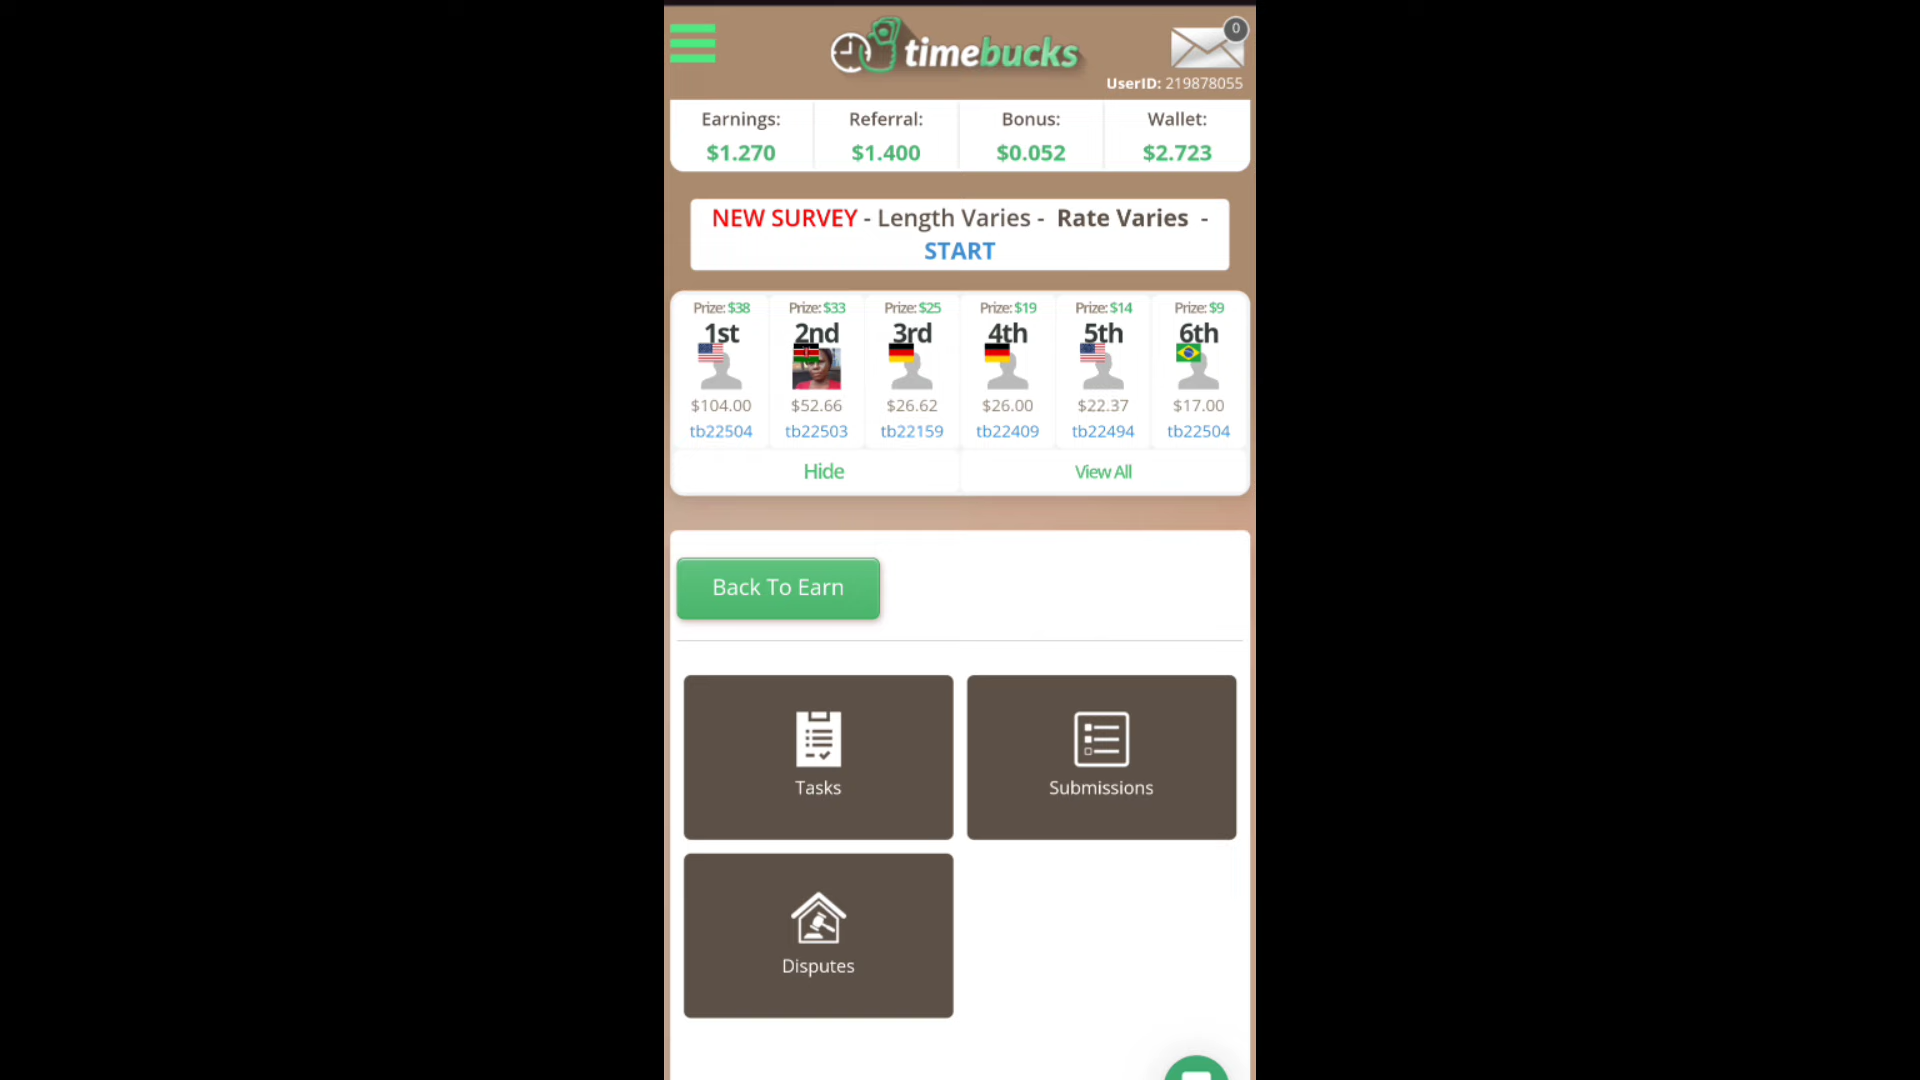 timebucks
0
UserID: 219878055
Earnings: Referral: Bonus: Wallet:
$1.270 $1.400 $0.052 $2.723
NEW SURVEY - Length Varies - Rate Varies -
START
Prize: $38 Prize: $33 Prize: $25 Prize: $19 Prize: $14 Prize: $9
1st 2nd 3rd 4th 5th 6th
$104.00 $52.66 $26.62 $26.00 $22.37 $17.00
tb22504 tb22503 tb22159 tb22409 tb22494 tb22504
Hide View All
Back To Earn
Tasks Submissions
Disputes